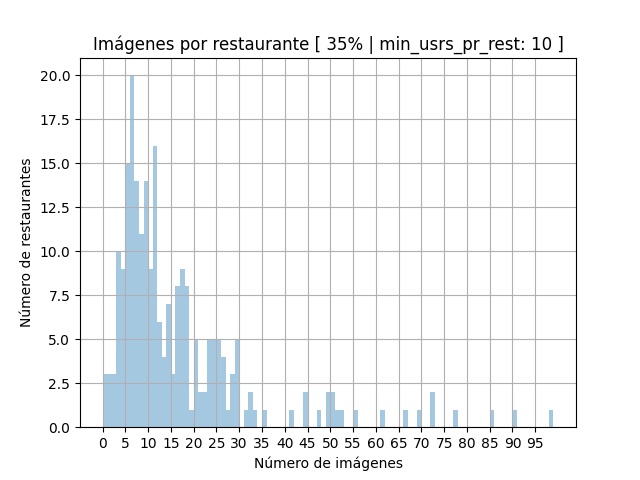 Imágenes por restaurante [ 35% | min_usrs_pr_rest: 10 ]
20.0
17.5
15.0
12.5
10.0
7.5
5.0
2.5
0.0
Número de restaurantes
0 5 10 15 20 25 30 35 40 45 50 55 60 65 70 75 80 85 90 95
Número de imágenes